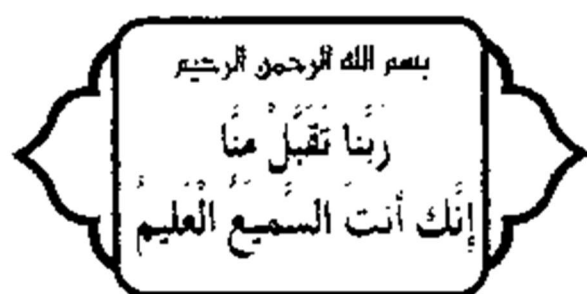 بسم الله الرحمن الرحيم
رَبَّنَا تَقَبَّلْ مِنَّا
إِنَّكَ أَنتَ السَّمِيعُ الْعَلِيمُ